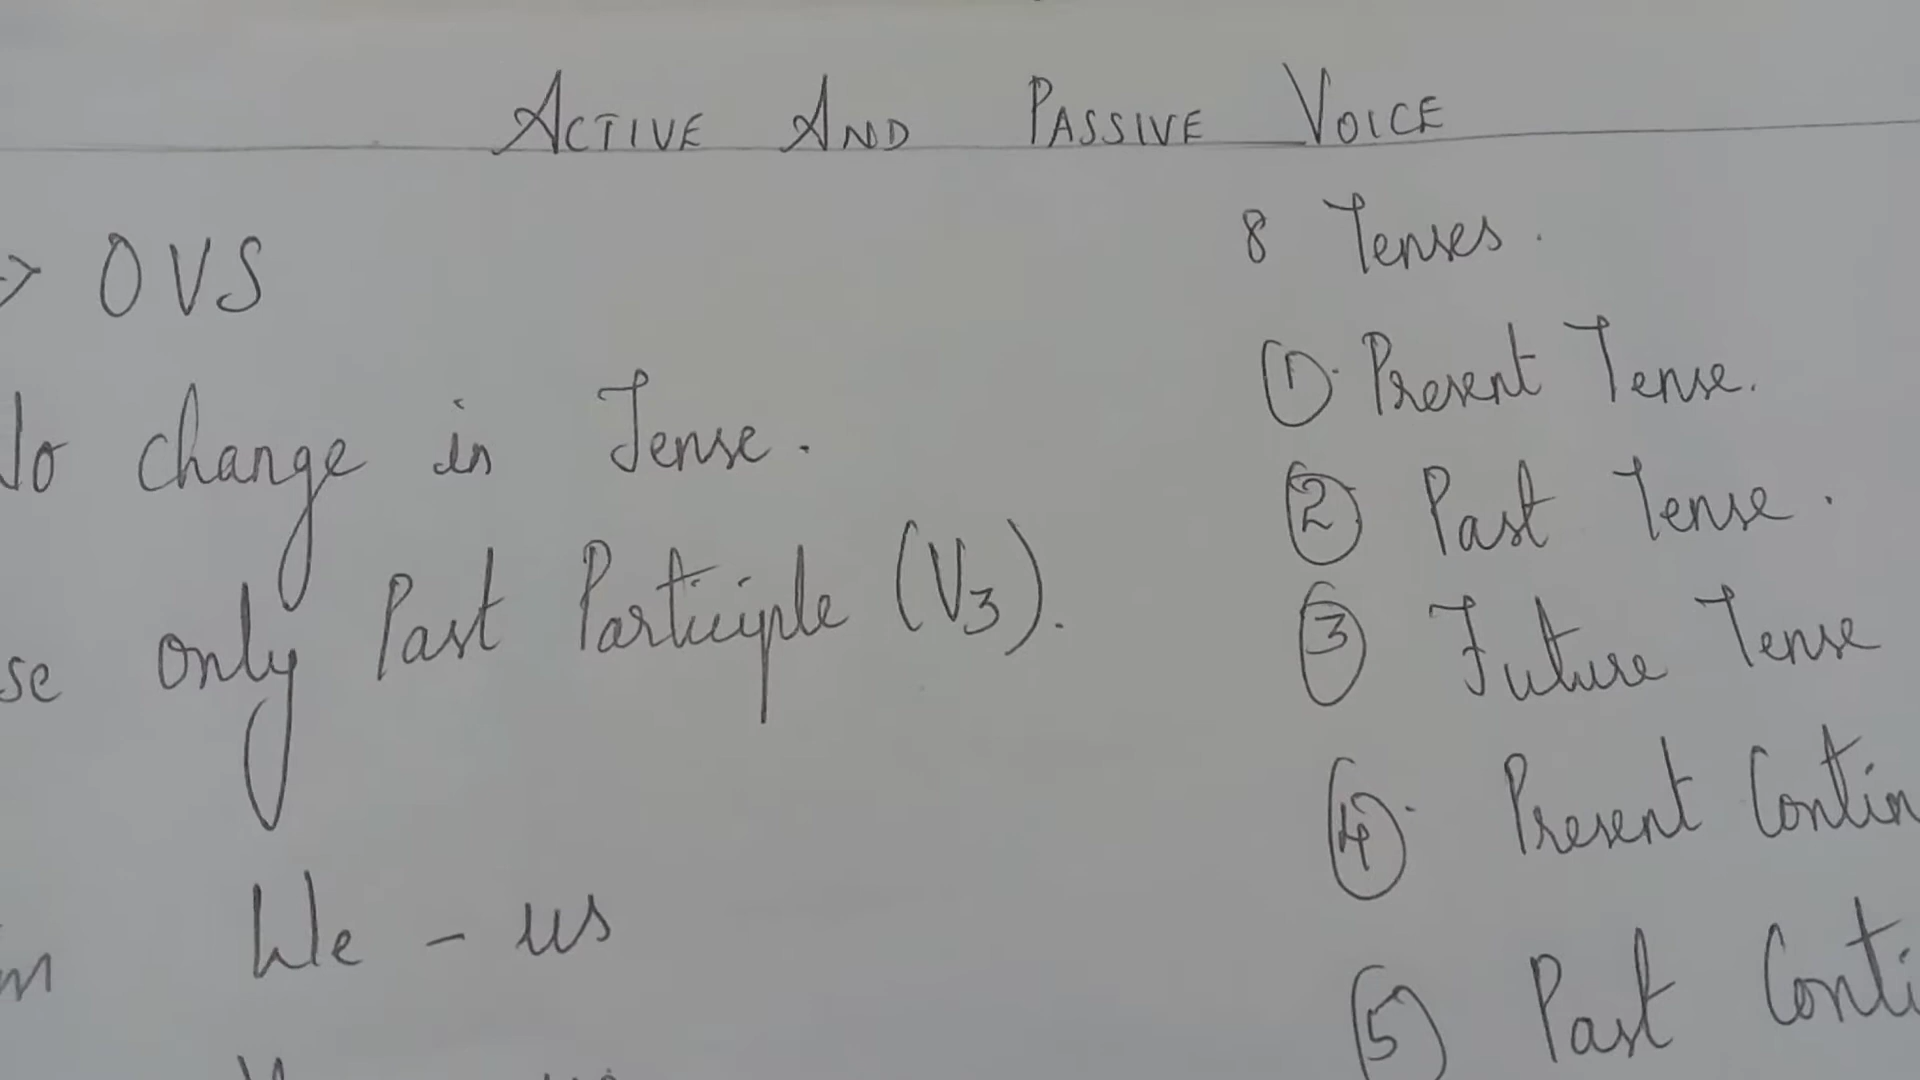 ACTIVE AND PASSIVE VOICE
-> OVS
change in Tense.
only Past Participle (V3).
We - us
8 Tenses.
① Present Tense.
② Past Tense.
③ Future Tense
④ Present Contin
⑤ Past Conti